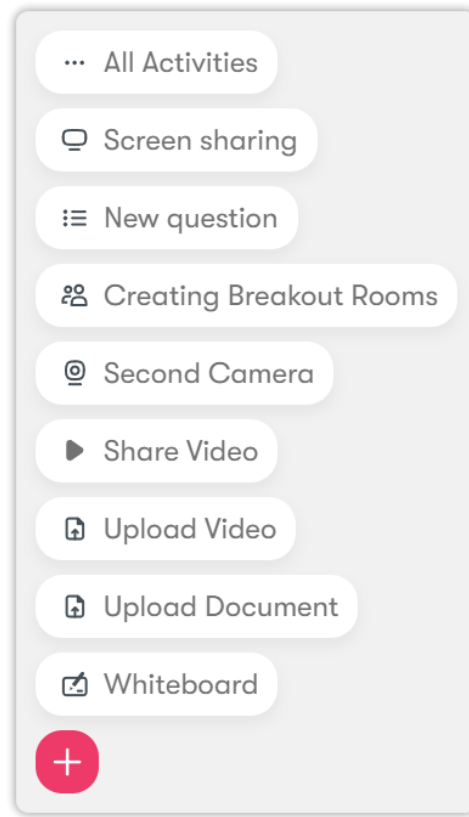 All Activities
Screen sharing
New question
Creating Breakout Rooms
Second Camera
Share Video
Upload Video
Upload Document
Whiteboard